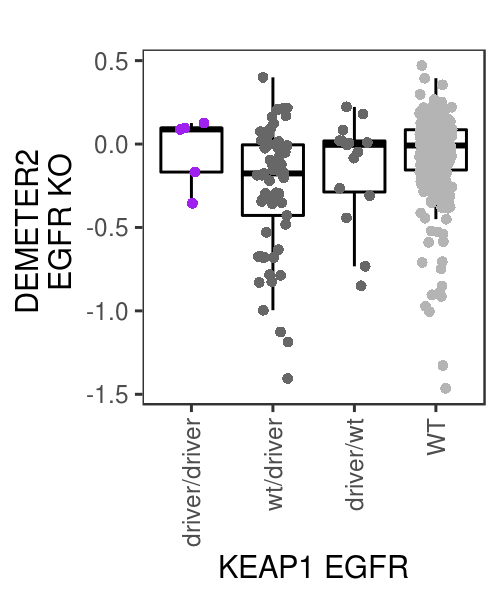 DEMETER2
EGFR KO
0.5
0.0
-0.5
-1.0
-1.5
driver/driver
wt/driver
driver/wt
WT
KEAP1 EGFR